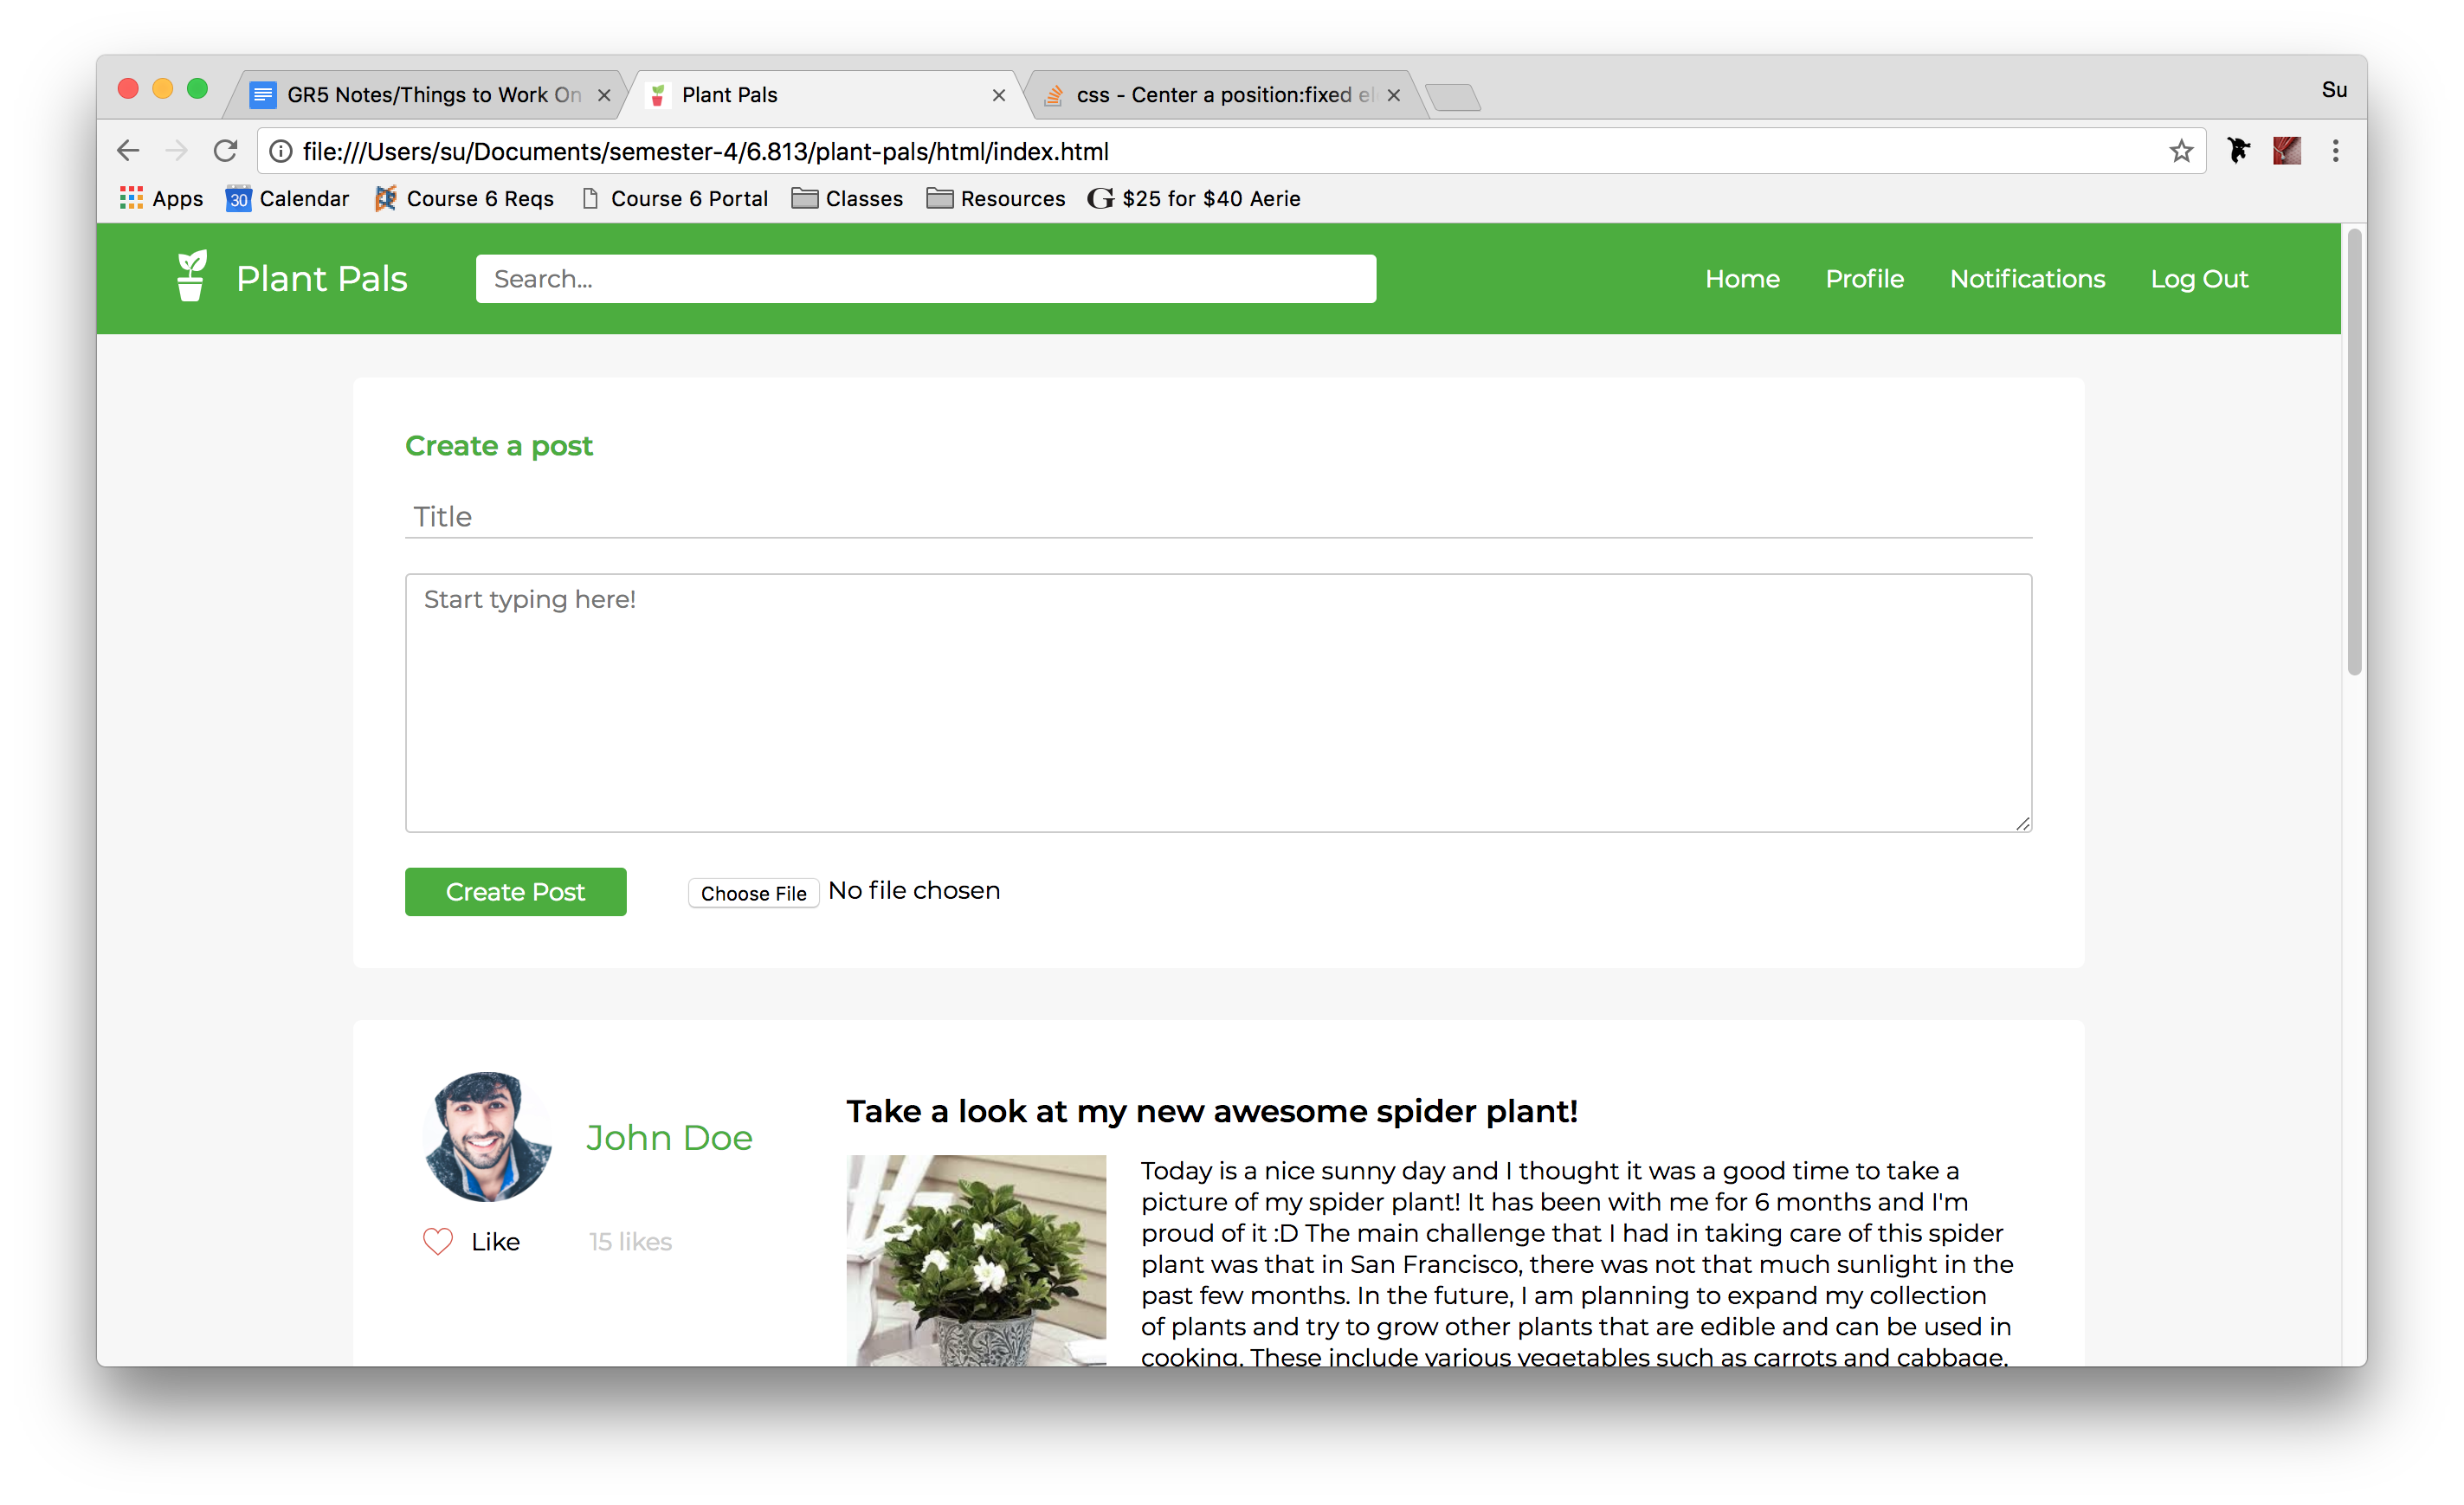 GR5 Notes/Things to Work On
Plant Pals
css - Center a position:fixed el
Su
file:///Users/su/Documents/semester-4/6.813/plant-pals/html/index.html
Apps
30
Calendar
Course 6 Reqs
Course 6 Portal
Classes
Resources
G
$25 for $40 Aerie
Plant Pals
Search...
Home
Profile
Notifications
Log Out
Create a post
Title
Start typing here!
Create Post
Choose File
No file chosen
John Doe
Like
15 likes
Take a look at my new awesome spider plant!
Today is a nice sunny day and I thought it was a good time to take a
picture of my spider plant! It has been with me for 6 months and I'm
proud of it :D The main challenge that I had in taking care of this spider
plant was that in San Francisco, there was not that much sunlight in the
past few months. In the future, I am planning to expand my collection
of plants and try to grow other plants that are edible and can be used in
cooking. These include various vegetables such as carrots and cabbage.